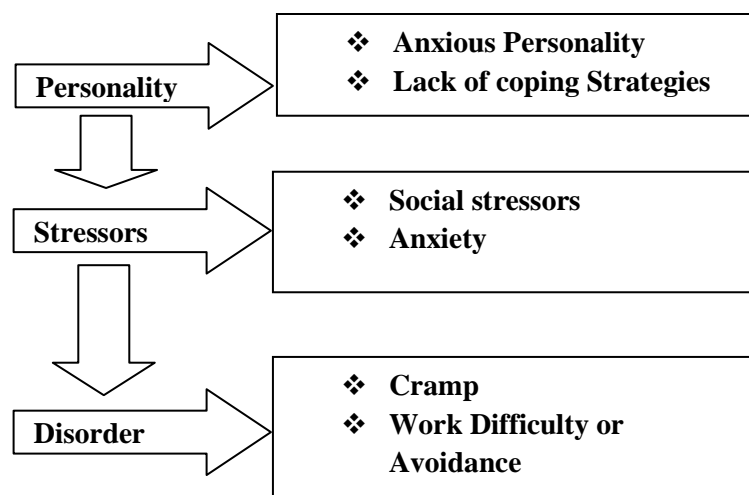 Personality
❖ Anxious Personality
❖ Lack of coping Strategies
Stressors
❖ Social stressors
❖ Anxiety
Disorder
❖ Cramp
❖ Work Difficulty or
Avoidance